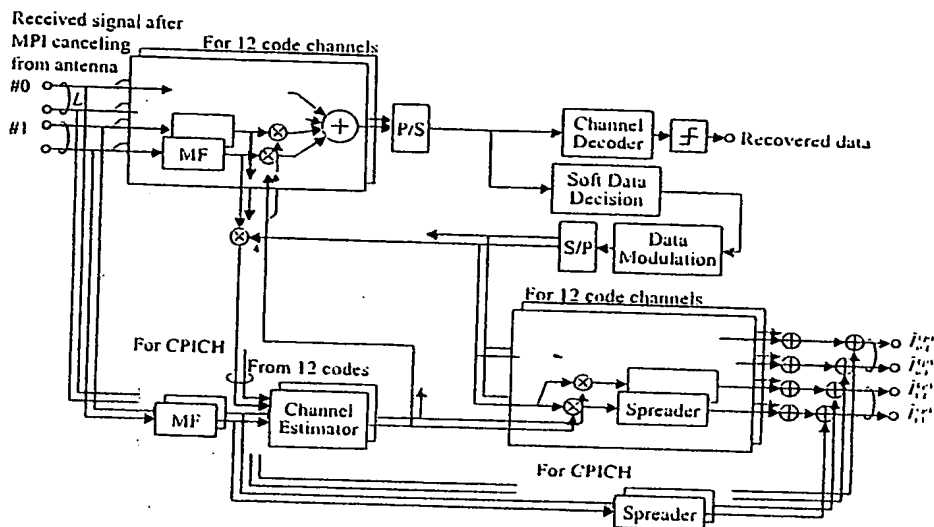 Received signal after
MPI canceling
from antenna
#0
L
#1
For 12 code channels
MF
P/S
Channel
Decoder
Recovered data
Soft Data
Decision
S/P
Data
Modulation
For 12 code channels
For CPICH
From 12 codes
MF
Channel
Estimator
Spreader
For CPICH
Spreader